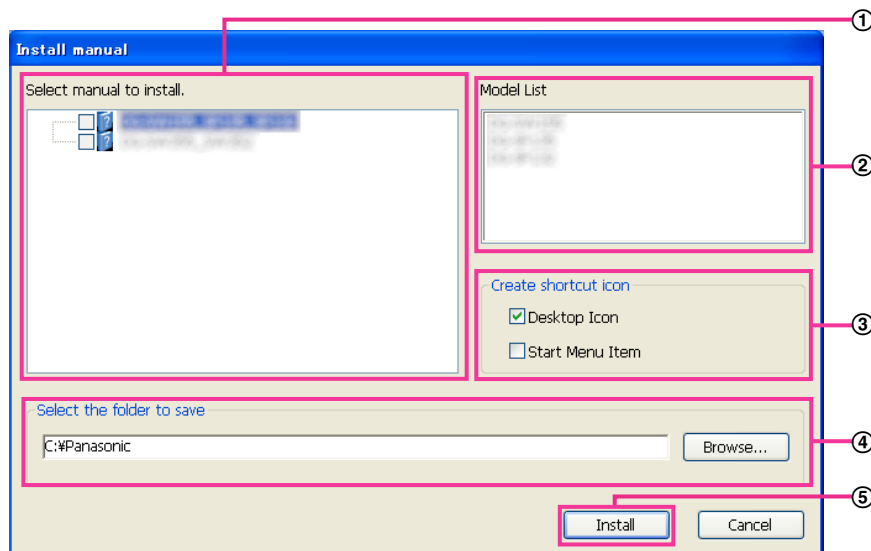 ①
Install manual
Select manual to install.
Model List
②
Create shortcut icon
Desktop Icon
③
Start Menu Item
Select the folder to save
C:¥Panasonic
Browse...
④
⑤
Install
Cancel